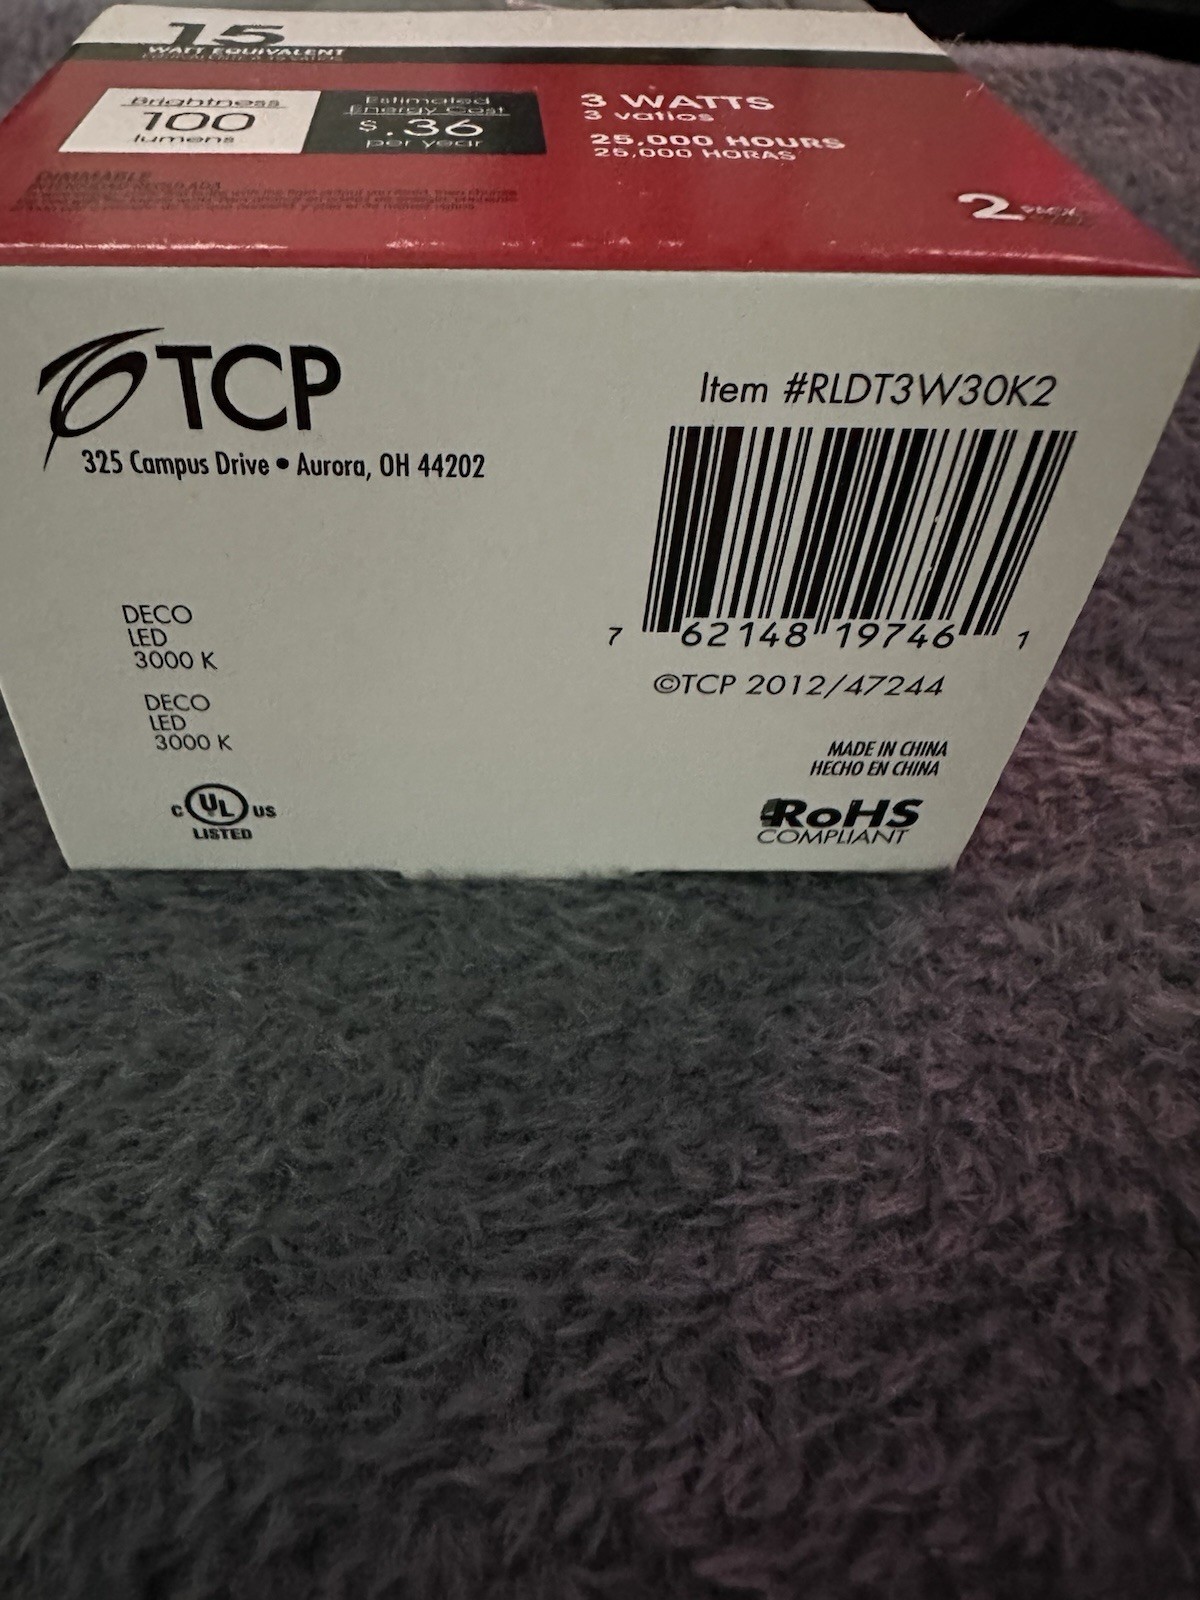 15
WATT EQUIVALENT
Brightness
100
lumens
Estimated
Energy Cost
$.36
per year
3 WATTS
3 vatios
25,000 HOURS
25,000 HORAS
DIMMABLE
2 PACK
TCP
325 Campus Drive • Aurora, OH 44202
Item #RLDT3W30K2
7 62148 19746 1
©TCP 2012/47244
DECO
LED
3000 K
DECO
LED
3000 K
MADE IN CHINA
HECHO EN CHINA
C UL US
LISTED
RoHS
COMPLIANT